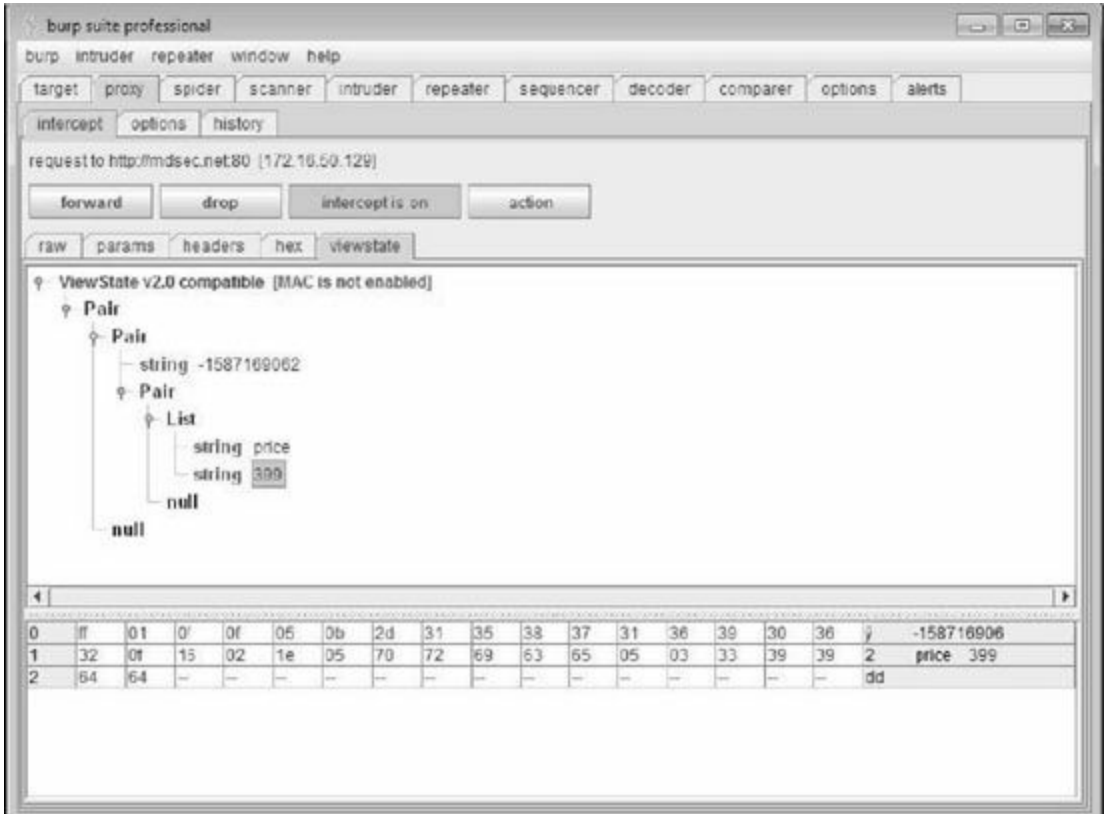 burp suite professional
burp intruder repeater window help
target proxy spider scanner intruder repeater sequencer decoder comparer options alerts
intercept options history
request to http://mdsec.net:80 [172.16.50.129]
forward drop intercept is on action
raw params headers hex viewstate
ViewState v2.0 compatible [MAC is not enabled]
Pair
Pair
string -1587169062
Pair
List
string price
string 399
null
null
0 ff 01 0f 0f 05 0b 2d 31 35 38 37 31 36 39 30 36 ÿ -158716906
1 32 0f 15 02 1e 05 70 72 69 63 65 05 03 33 39 39 2 price 399
2 64 64 -- -- -- -- -- -- -- -- -- -- -- -- -- -- dd